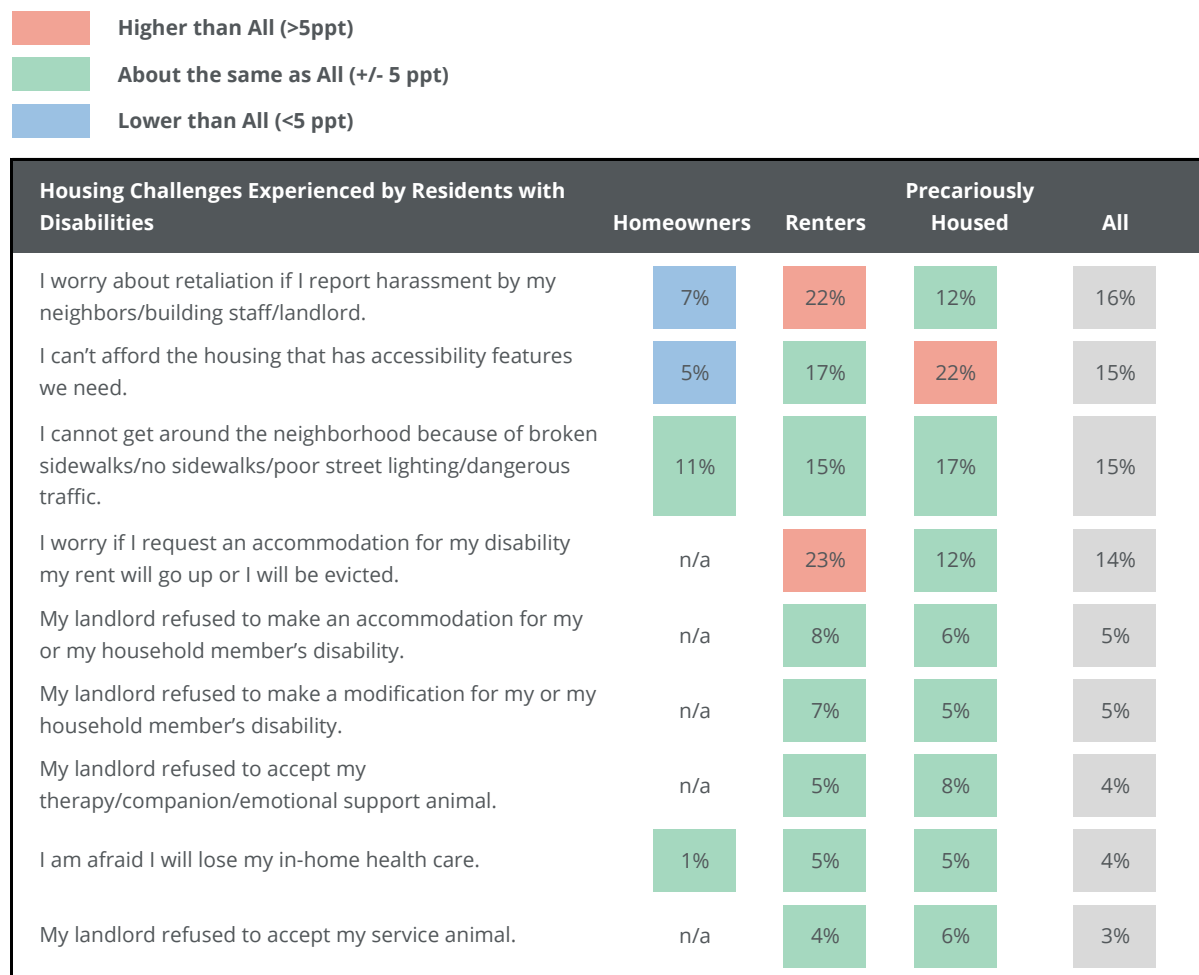 Higher than All (>5ppt)
About the same as All (+/- 5 ppt)
Lower than All (<5 ppt)
Housing Challenges Experienced by Residents with
Disabilities
Homeowners
Renters
Precariously
Housed
All
I worry about retaliation if I report harassment by my
neighbors/building staff/landlord.
7% 22% 12% 16%
I can’t afford the housing that has accessibility features
we need.
5% 17% 22% 15%
I cannot get around the neighborhood because of broken
sidewalks/no sidewalks/poor street lighting/dangerous
traffic.
11% 15% 17% 15%
I worry if I request an accommodation for my disability
my rent will go up or I will be evicted.
n/a 23% 12% 14%
My landlord refused to make an accommodation for my
or my household member’s disability.
n/a 8% 6% 5%
My landlord refused to make a modification for my or my
household member’s disability.
n/a 7% 5% 5%
My landlord refused to accept my
therapy/companion/emotional support animal.
n/a 5% 8% 4%
I am afraid I will lose my in-home health care.
1% 5% 5% 4%
My landlord refused to accept my service animal.
n/a 4% 6% 3%